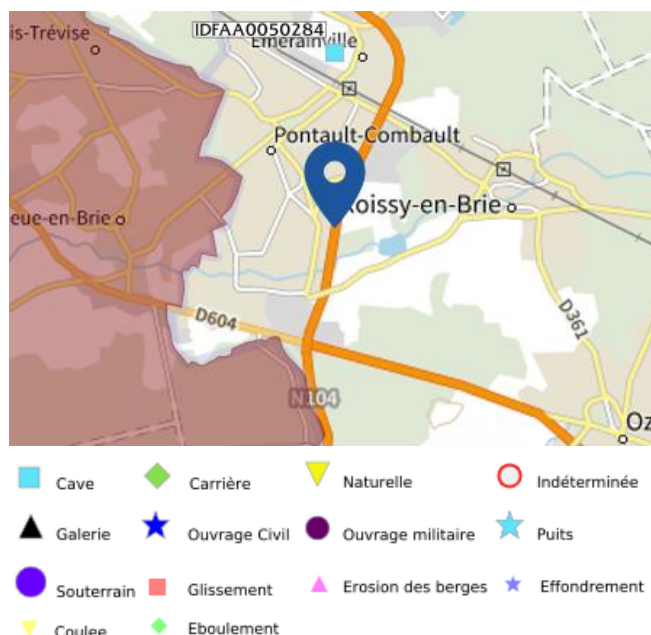 is-Trévise
IDFAA0050284
Emerainville
Pontault-Combault
Roissy-en-Brie
eue-en-Brie
D604
D361
N104
Oz
Cave
Carrière
Naturelle
Indéterminée
Galerie
Ouvrage Civil
Ouvrage militaire
Puits
Souterrain
Glissement
Erosion des berges
Effondrement
Coulee
Eboulement